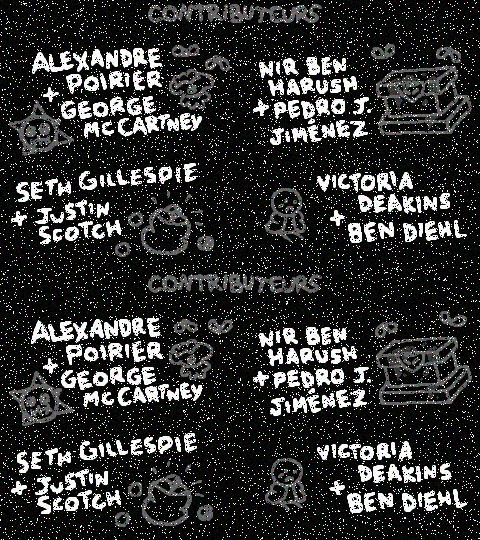 CONTRIBUTEURS
ALEXANDRE
POIRIER
+ GEORGE
MCCARTNEY
NIR BEN
HARUSH
+ PEDRO J.
JIMÉNEZ
SETH GILLESPIE
+ JUSTIN
SCOTCH
VICTORIA
DEAKINS
+ BEN DIEHL
CONTRIBUTEURS
ALEXANDRE
POIRIER
+ GEORGE
MCCARTNEY
NIR BEN
HARUSH
+ PEDRO J.
JIMÉNEZ
SETH GILLESPIE
+ JUSTIN
SCOTCH
VICTORIA
DEAKINS
+ BEN DIEHL